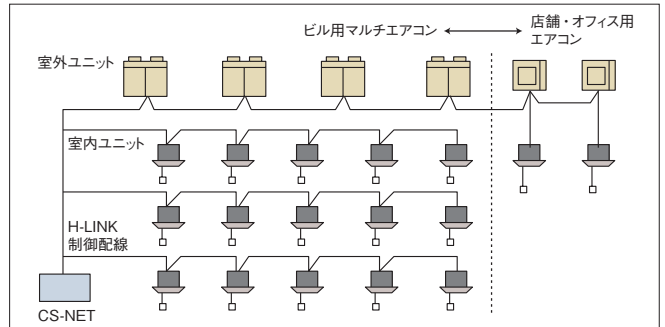 ビル用マルチエアコン
店舗・オフィス用
エアコン
室外ユニット
室内ユニット
H-LINK
制御配線
CS-NET